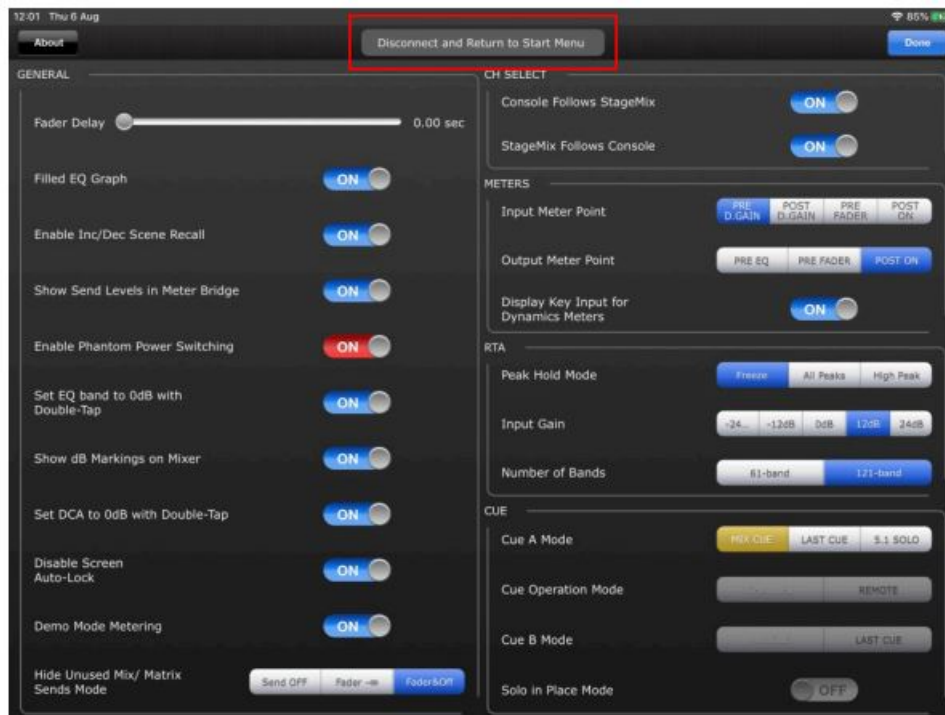 12:01 Thu 6 Aug
85%
About
Disconnect and Return to Start Menu
Done
GENERAL
Fader Delay
0.00 sec
Filled EQ Graph
ON
Enable Inc/Dec Scene Recall
ON
Show Send Levels in Meter Bridge
ON
Enable Phantom Power Switching
ON
Set EQ band to 0dB with
Double-Tap
ON
Show dB Markings on Mixer
ON
Set DCA to 0dB with Double-Tap
ON
Disable Screen
Auto-Lock
ON
Demo Mode Metering
ON
Hide Unused Mix/ Matrix
Sends Mode
Send OFF
Fader -∞
Fader&Off
CH SELECT
Console Follows StageMix
ON
StageMix Follows Console
ON
METERS
Input Meter Point
PRE
D.GAIN
POST
D.GAIN
PRE
FADER
POST
ON
Output Meter Point
PRE EQ
PRE FADER
POST ON
Display Key Input for
Dynamics Meters
ON
RTA
Peak Hold Mode
Freeze
All Peaks
High Peak
Input Gain
-24...
-12dB
0dB
12dB
24dB
Number of Bands
61-band
121-band
CUE
Cue A Mode
MIX CUE
LAST CUE
5.1 SOLO
Cue Operation Mode
REMOTE
Cue B Mode
LAST CUE
Solo in Place Mode
OFF